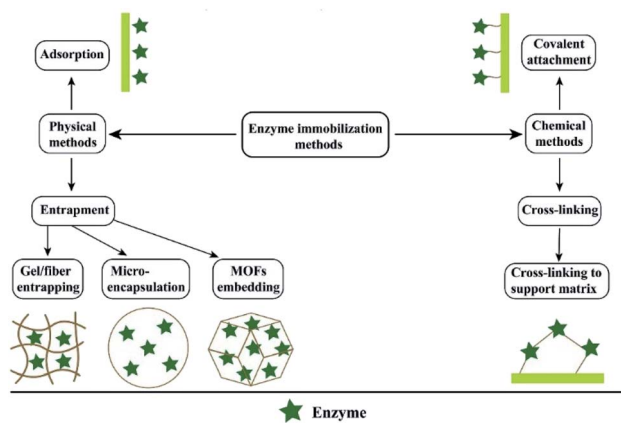 Adsorption
Covalent
attachment
Physical
methods
Enzyme immobilization
methods
Chemical
methods
Entrapment
Cross-linking
Gel/fiber
entrapping
Micro-
encapsulation
MOFs
embedding
Cross-linking to
support matrix
Enzyme